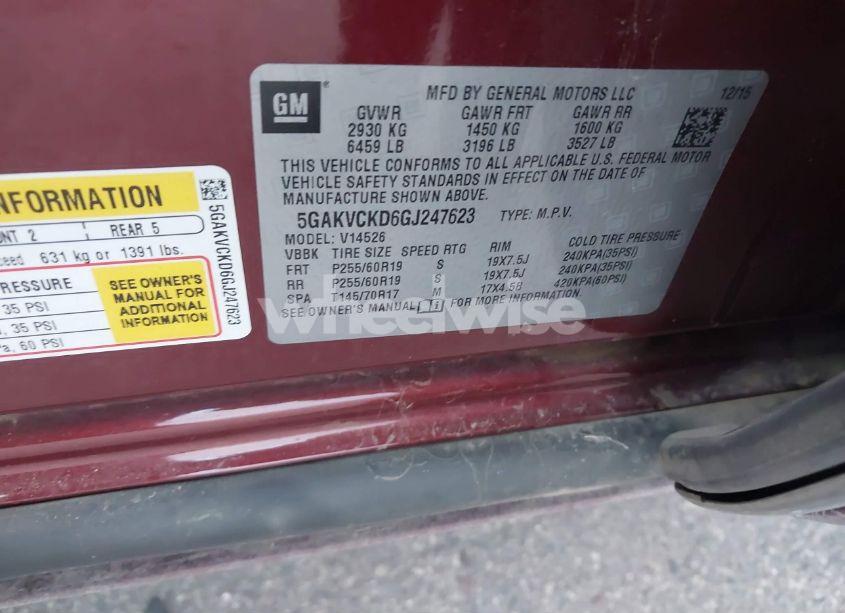 GM
MFD BY GENERAL MOTORS LLC 12/15
GVWR GAWR FRT GAWR RR
2930 KG 1450 KG 1600 KG
6459 LB 3196 LB 3527 LB
THIS VEHICLE CONFORMS TO ALL APPLICABLE U.S. FEDERAL MOTOR
VEHICLE SAFETY STANDARDS IN EFFECT ON THE DATE OF
MANUFACTURE SHOWN ABOVE.
5GAKVCKD6GJ247623 TYPE: M.P.V.
MODEL: V14526
VBBK TIRE SIZE SPEED RTG RIM COLD TIRE PRESSURE
FRT P255/60R19 S 19X7.5J 240KPA(35PSI)
RR P255/60R19 S 19X7.5J 240KPA(35PSI)
SPA T145/70R17 M 17X4.5B 420KPA(60PSI)
SEE OWNER'S MANUAL FOR MORE INFORMATION.
NFORMATION
NT 2 REAR 5
ceed 631 kg or 1391 lbs.
RESSURE
35 PSI
, 35 PSI
a, 60 PSI
SEE OWNER'S
MANUAL FOR
ADDITIONAL
INFORMATION
5GAKVCKD6GJ247623
wheelwise